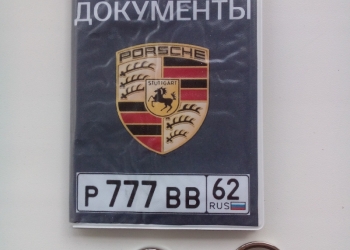 ДОКУМЕНТЫ
PORSCHE
STUTTGART
Р 777 ВВ 62
RUS